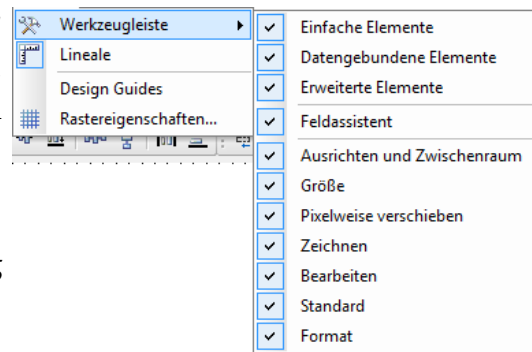 Werkzeugleiste
Lineale
Design Guides
Rastereigenschaften...
Einfache Elemente
Datengebundene Elemente
Erweiterte Elemente
Feldassistent
Ausrichten und Zwischenraum
Größe
Pixelweise verschieben
Zeichnen
Bearbeiten
Standard
Format